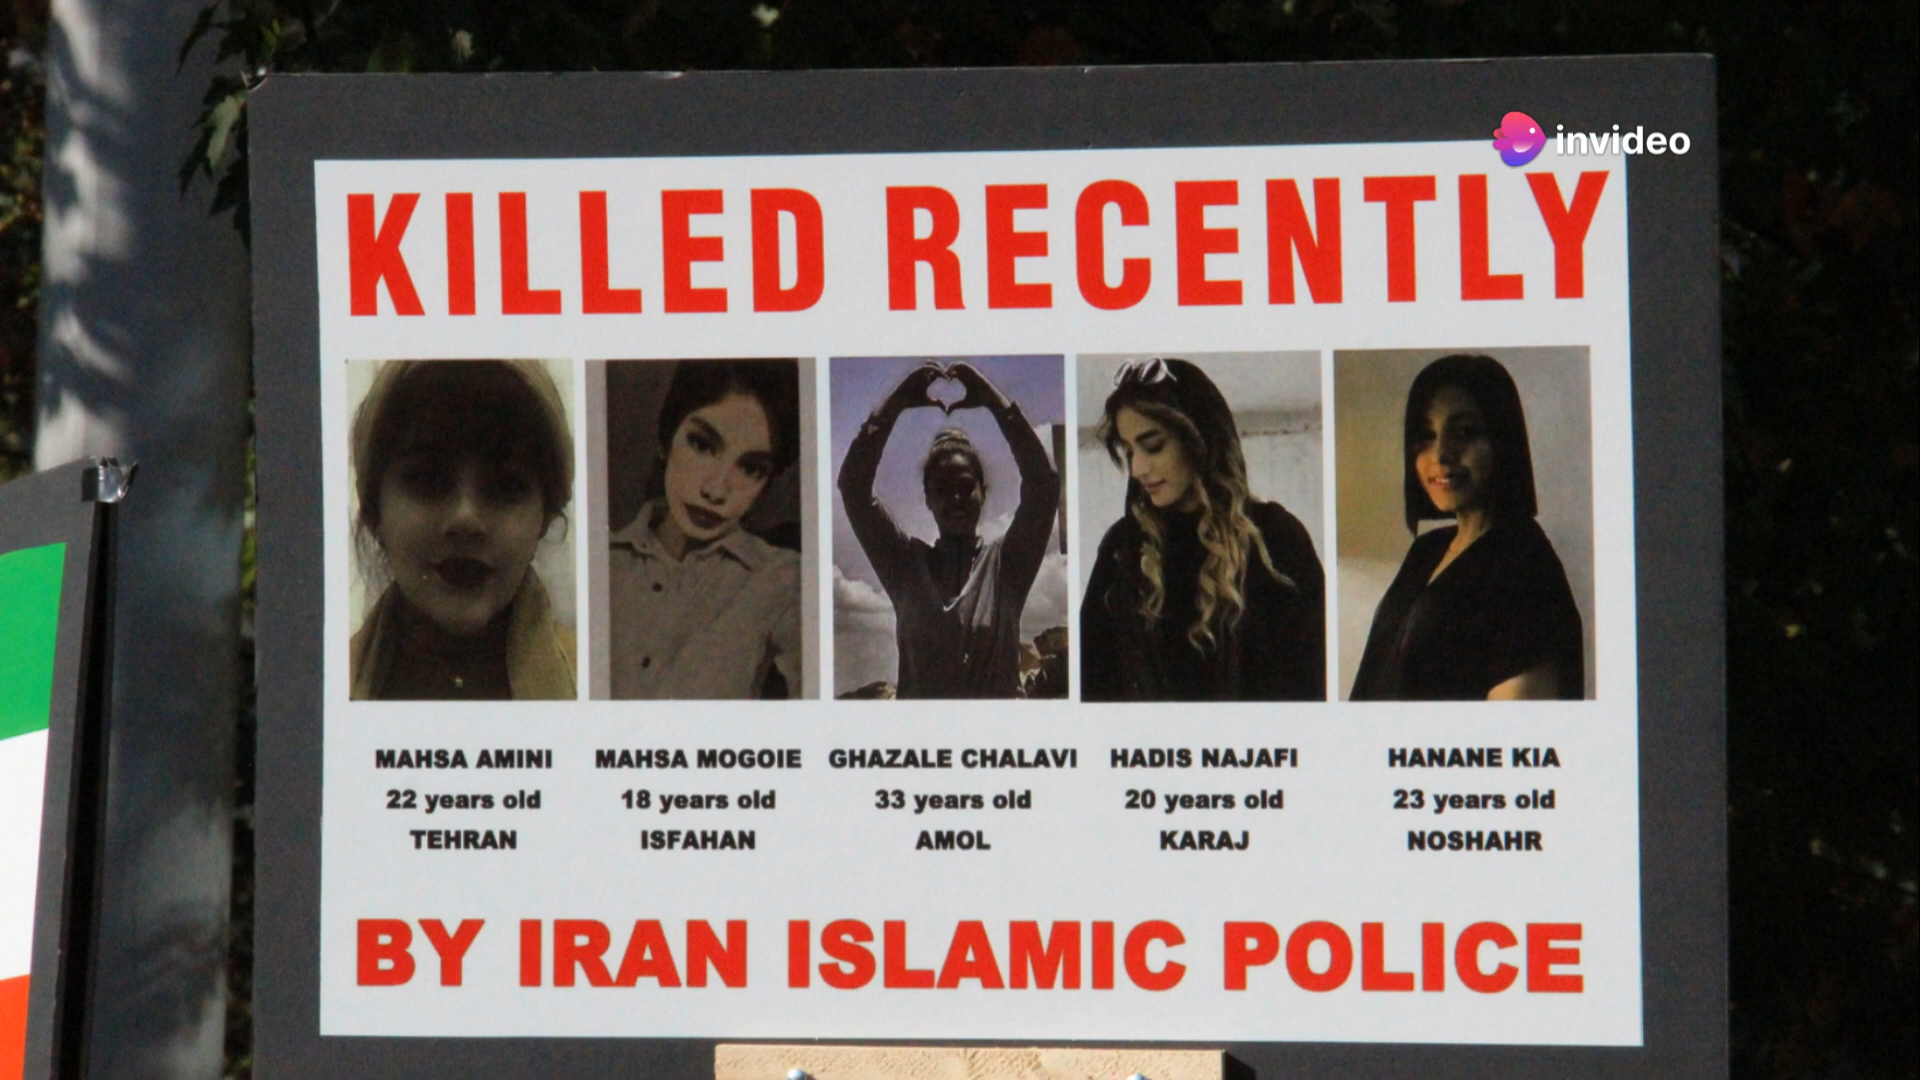 invideo
KILLED RECENTLY
MAHSA AMINI
22 years old
TEHRAN
MAHSA MOGOIE
18 years old
ISFAHAN
GHAZALE CHALAVI
33 years old
AMOL
HADIS NAJAFI
20 years old
KARAJ
HANANE KIA
23 years old
NOSHAHR
BY IRAN ISLAMIC POLICE